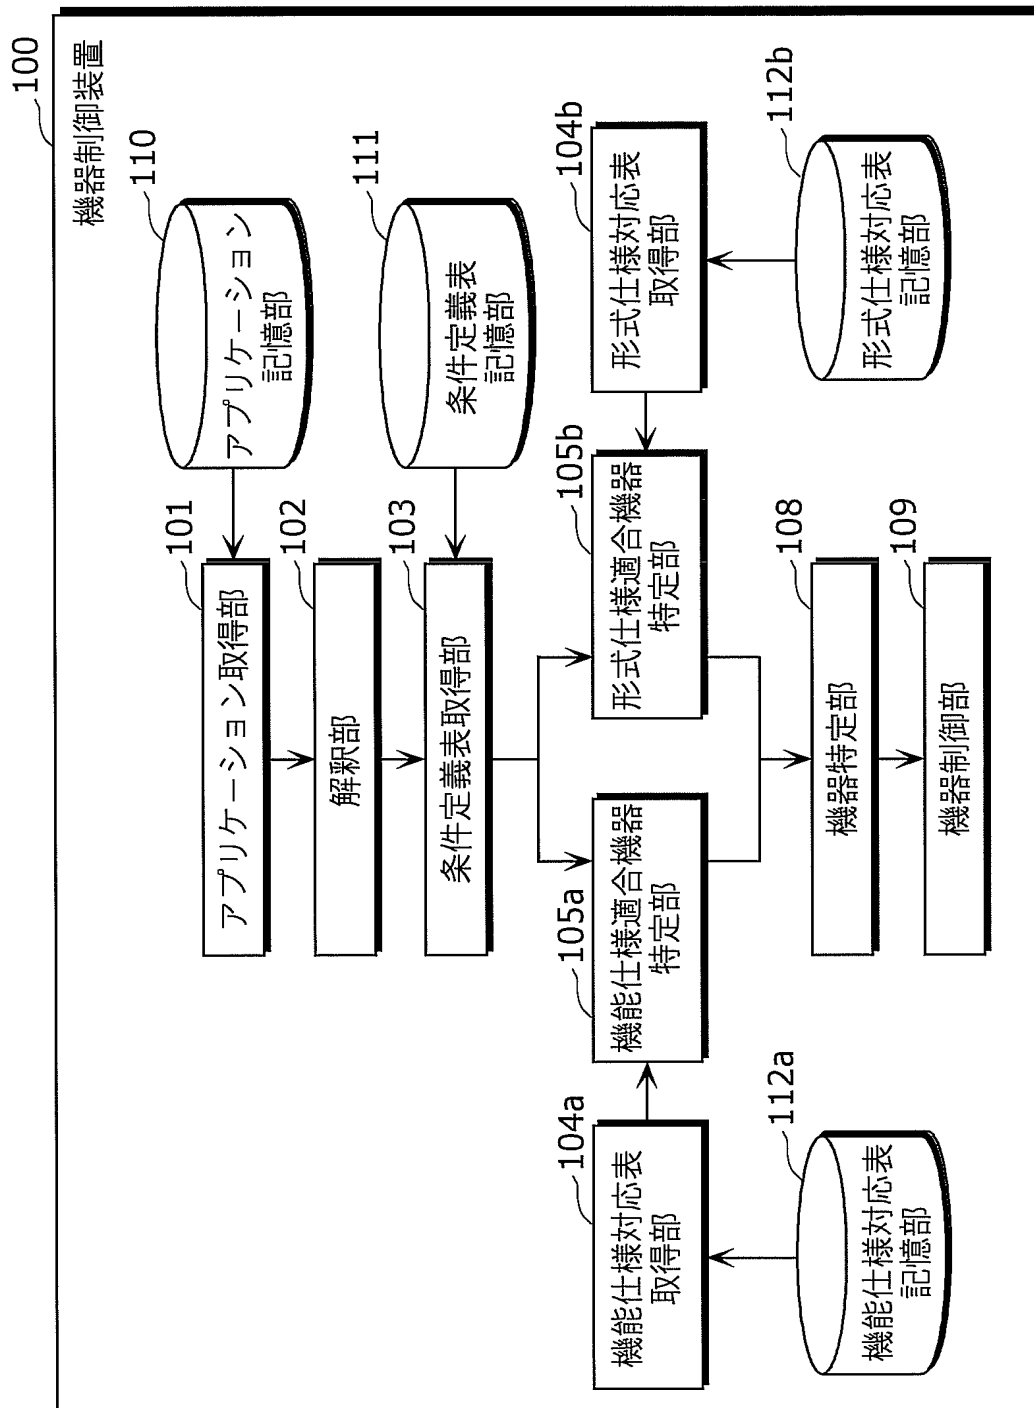 100
機器制御装置
110
アプリケーション
記憶部
101
アプリケーション取得部
102
解釈部
111
条件定義表
記憶部
103
条件定義表取得部
104a
機能仕様対応表
取得部
105a
機能仕様適合機器
特定部
105b
形式仕様適合機器
特定部
104b
形式仕様対応表
取得部
112a
機能仕様対応表
記憶部
108
機器特定部
112b
形式仕様対応表
記憶部
109
機器制御部